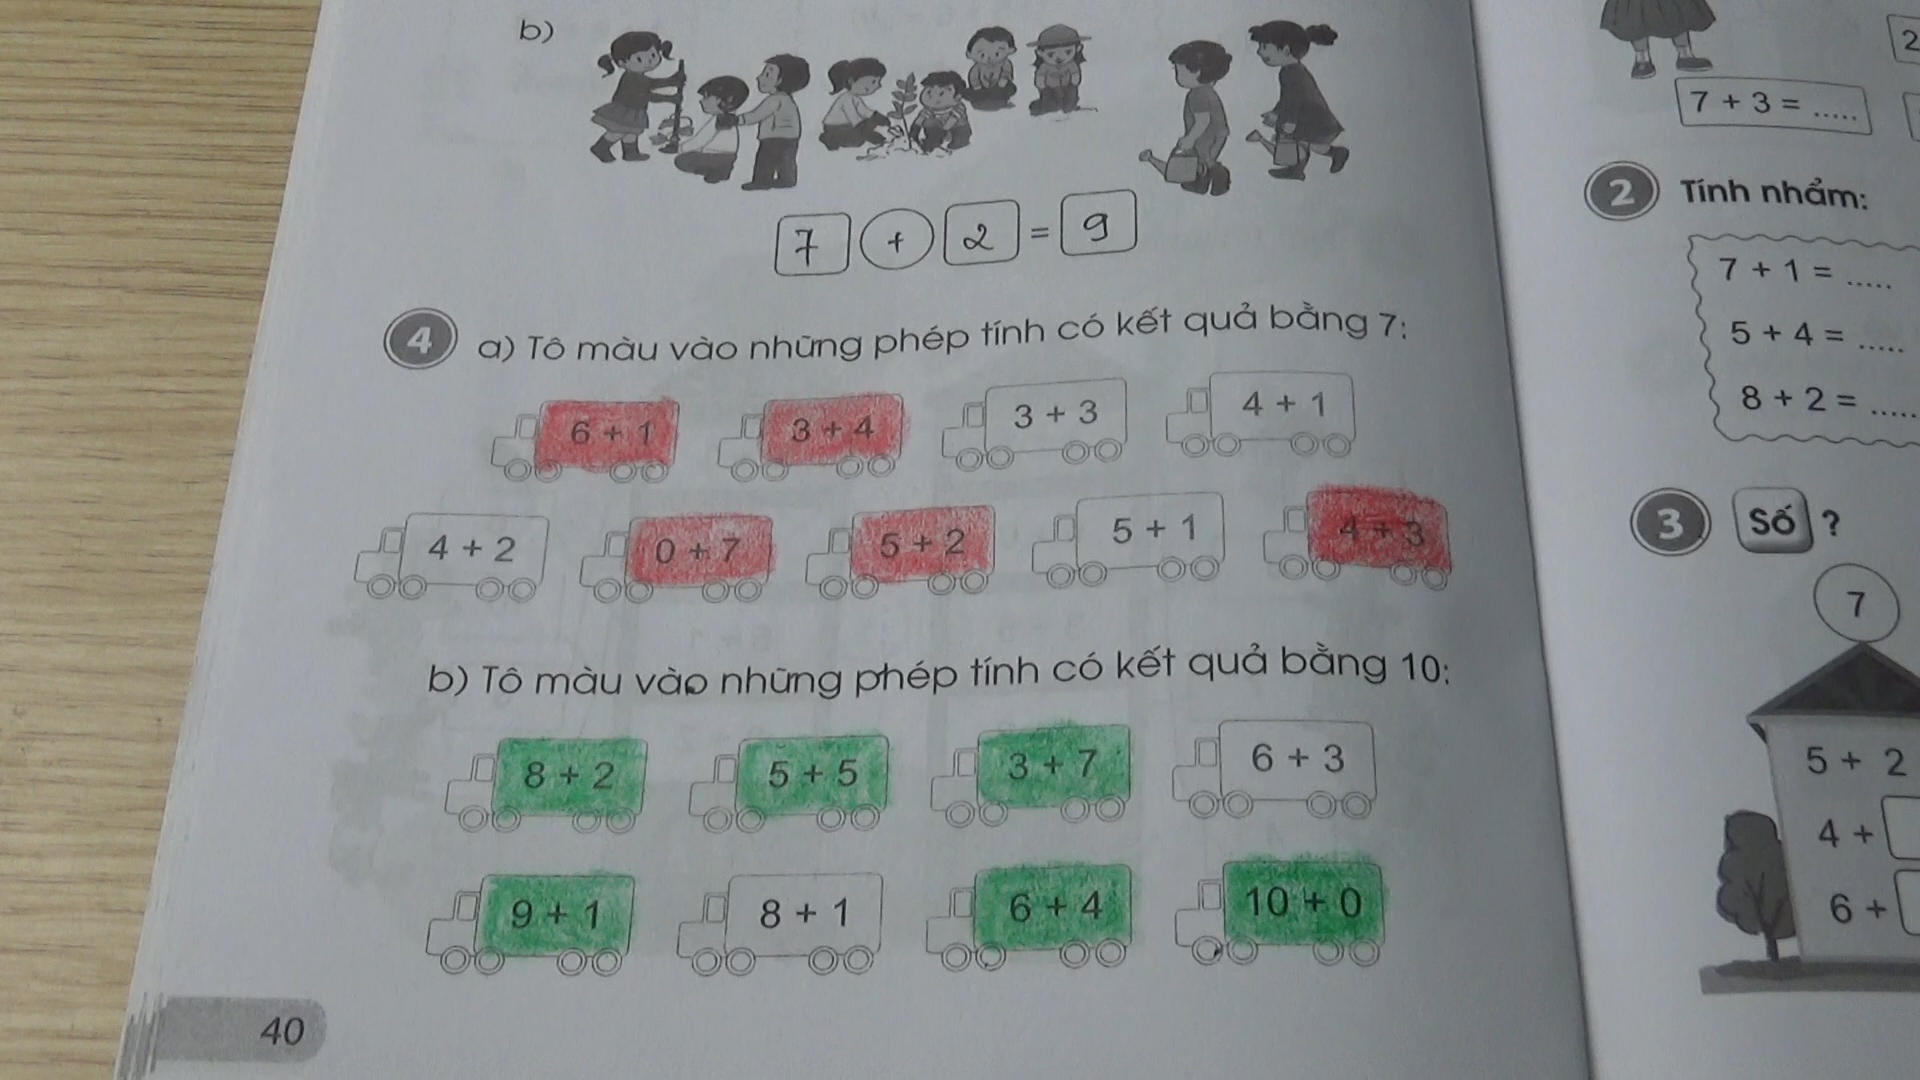 b)
7 + 2 = 9
4 a) Tô màu vào những phép tính có kết quả bằng 7:
6 + 1 3 + 4 3 + 3 4 + 1
4 + 2 0 + 7 5 + 2 5 + 1 4 + 3
b) Tô màu vào những phép tính có kết quả bằng 10:
8 + 2 5 + 5 3 + 7 6 + 3
9 + 1 8 + 1 6 + 4 10 + 0
40
2
7 + 3 = .....
2 Tính nhẩm:
7 + 1 = .....
5 + 4 = .....
8 + 2 = .....
3 Số ?
7
5 + 2
4 +
6 +